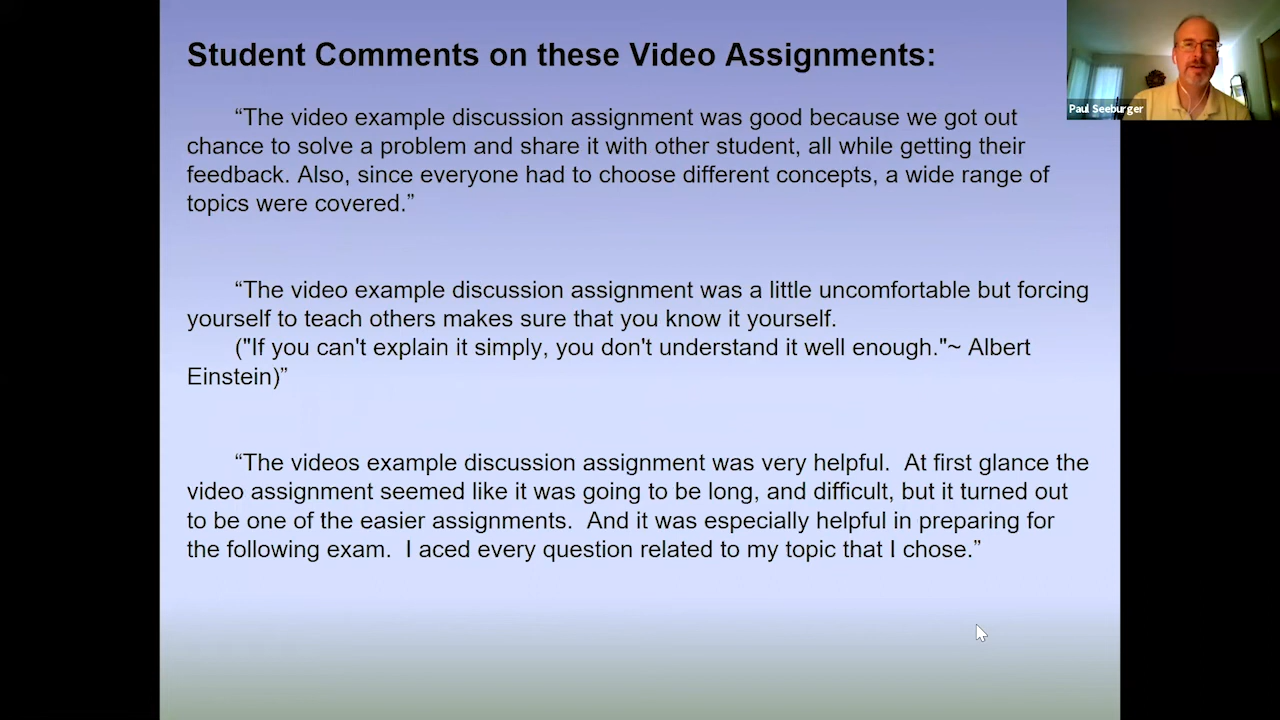 Student Comments on these Video Assignments:
Paul Seeburger
“The video example discussion assignment was good because we got out
chance to solve a problem and share it with other student, all while getting their
feedback. Also, since everyone had to choose different concepts, a wide range of
topics were covered.”
“The video example discussion assignment was a little uncomfortable but forcing
yourself to teach others makes sure that you know it yourself.
("If you can't explain it simply, you don't understand it well enough."~ Albert
Einstein)”
“The videos example discussion assignment was very helpful.  At first glance the
video assignment seemed like it was going to be long, and difficult, but it turned out
to be one of the easier assignments.  And it was especially helpful in preparing for
the following exam.  I aced every question related to my topic that I chose.”